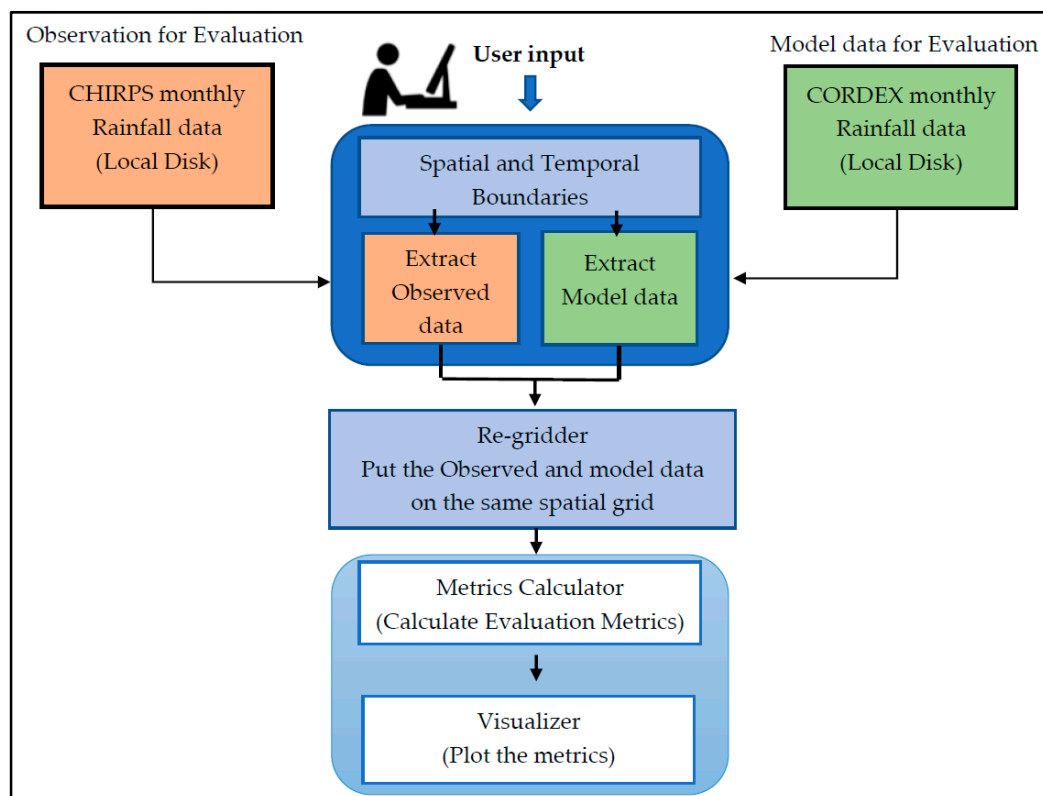 Observation for Evaluation
CHIRPS monthly
Rainfall data
(Local Disk)
User input
Model data for Evaluation
CORDEX monthly
Rainfall data
(Local Disk)
Spatial and Temporal
Boundaries
Extract
Observed
data
Extract
Model data
Re-gridder
Put the Observed and model data
on the same spatial grid
Metrics Calculator
(Calculate Evaluation Metrics)
Visualizer
(Plot the metrics)